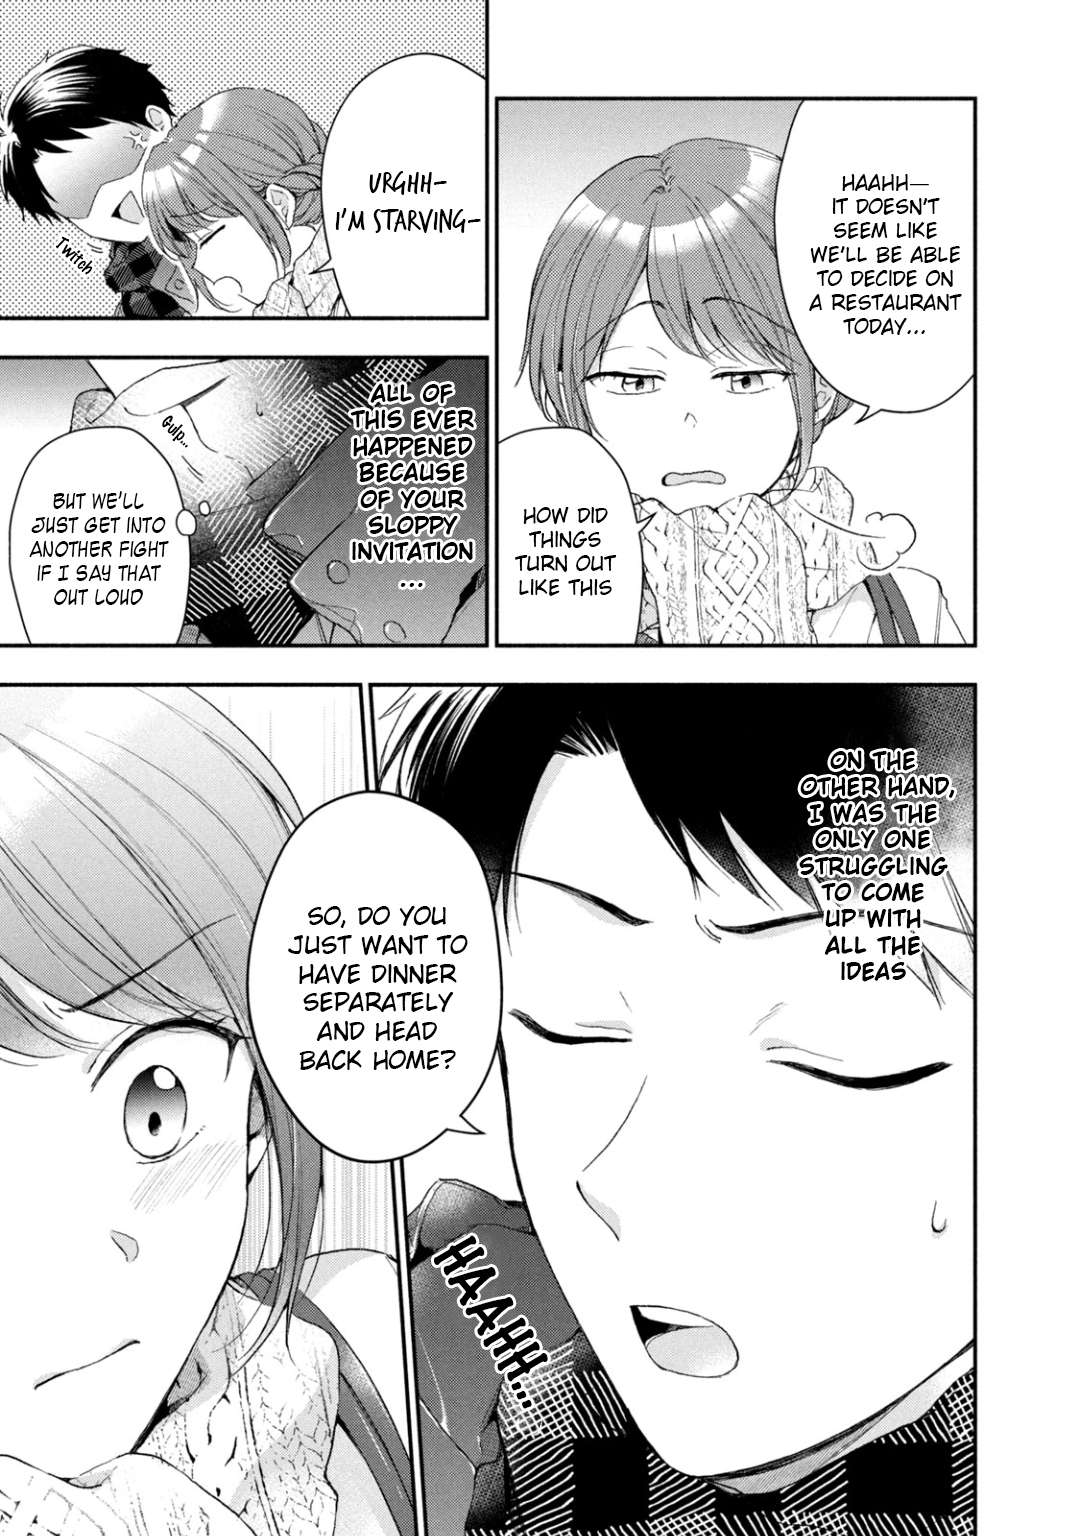 HAAHH—
IT DOESN'T
SEEM LIKE
WE'LL BE ABLE
TO DECIDE ON
A RESTAURANT
TODAY...
HOW DID
THINGS
TURN OUT
LIKE THIS
URGHH-
I'M STARVING-
Twitch
ALL OF
THIS EVER
HAPPENED
BECAUSE
OF YOUR
SLOPPY
INVITATION
...
Gulp...
BUT WE'LL
JUST GET INTO
ANOTHER FIGHT
IF I SAY THAT
OUT LOUD
ON THE
OTHER HAND,
I WAS THE
ONLY ONE
STRUGGLING
TO COME
UP WITH
ALL THE
IDEAS
HAAHH...
SO, DO YOU
JUST WANT TO
HAVE DINNER
SEPARATELY
AND HEAD
BACK HOME?